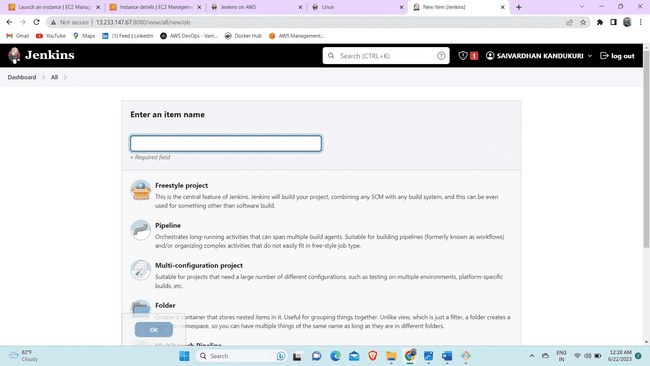 Launch an instance | EC2 Manag
Instance details | EC2 Manageme
Jenkins on AWS
Linux
New Item [Jenkins]
Not secure | 13.233.147.67:8080/view/all/newJob
Gmail
YouTube
Maps
(1) Feed | LinkedIn
AWS DevOps - Vam...
Docker Hub
AWS Management...
Jenkins
Search (CTRL+K)
1
SAIVARDHAN KANDUKURI
log out
Dashboard
All
Enter an item name
» Required field
Freestyle project
This is the central feature of Jenkins. Jenkins will build your project, combining any SCM with any build system, and this can be even
used for something other than software build.
Pipeline
Orchestrates long-running activities that can span multiple build agents. Suitable for building pipelines (formerly known as workflows)
and/or organizing complex activities that do not easily fit in free-style job type.
Multi-configuration project
Suitable for projects that need a large number of different configurations, such as testing on multiple environments, platform-specific
builds, etc.
Folder
Creates a container that stores nested items in it. Useful for grouping things together. Unlike view, which is just a filter, a folder creates a
namespace, so you can have multiple things of the same name as long as they are in different folders.
OK
Multibranch Pipeline
82°F
Cloudy
Search
ENG
IN
12:28 AM
6/22/2023